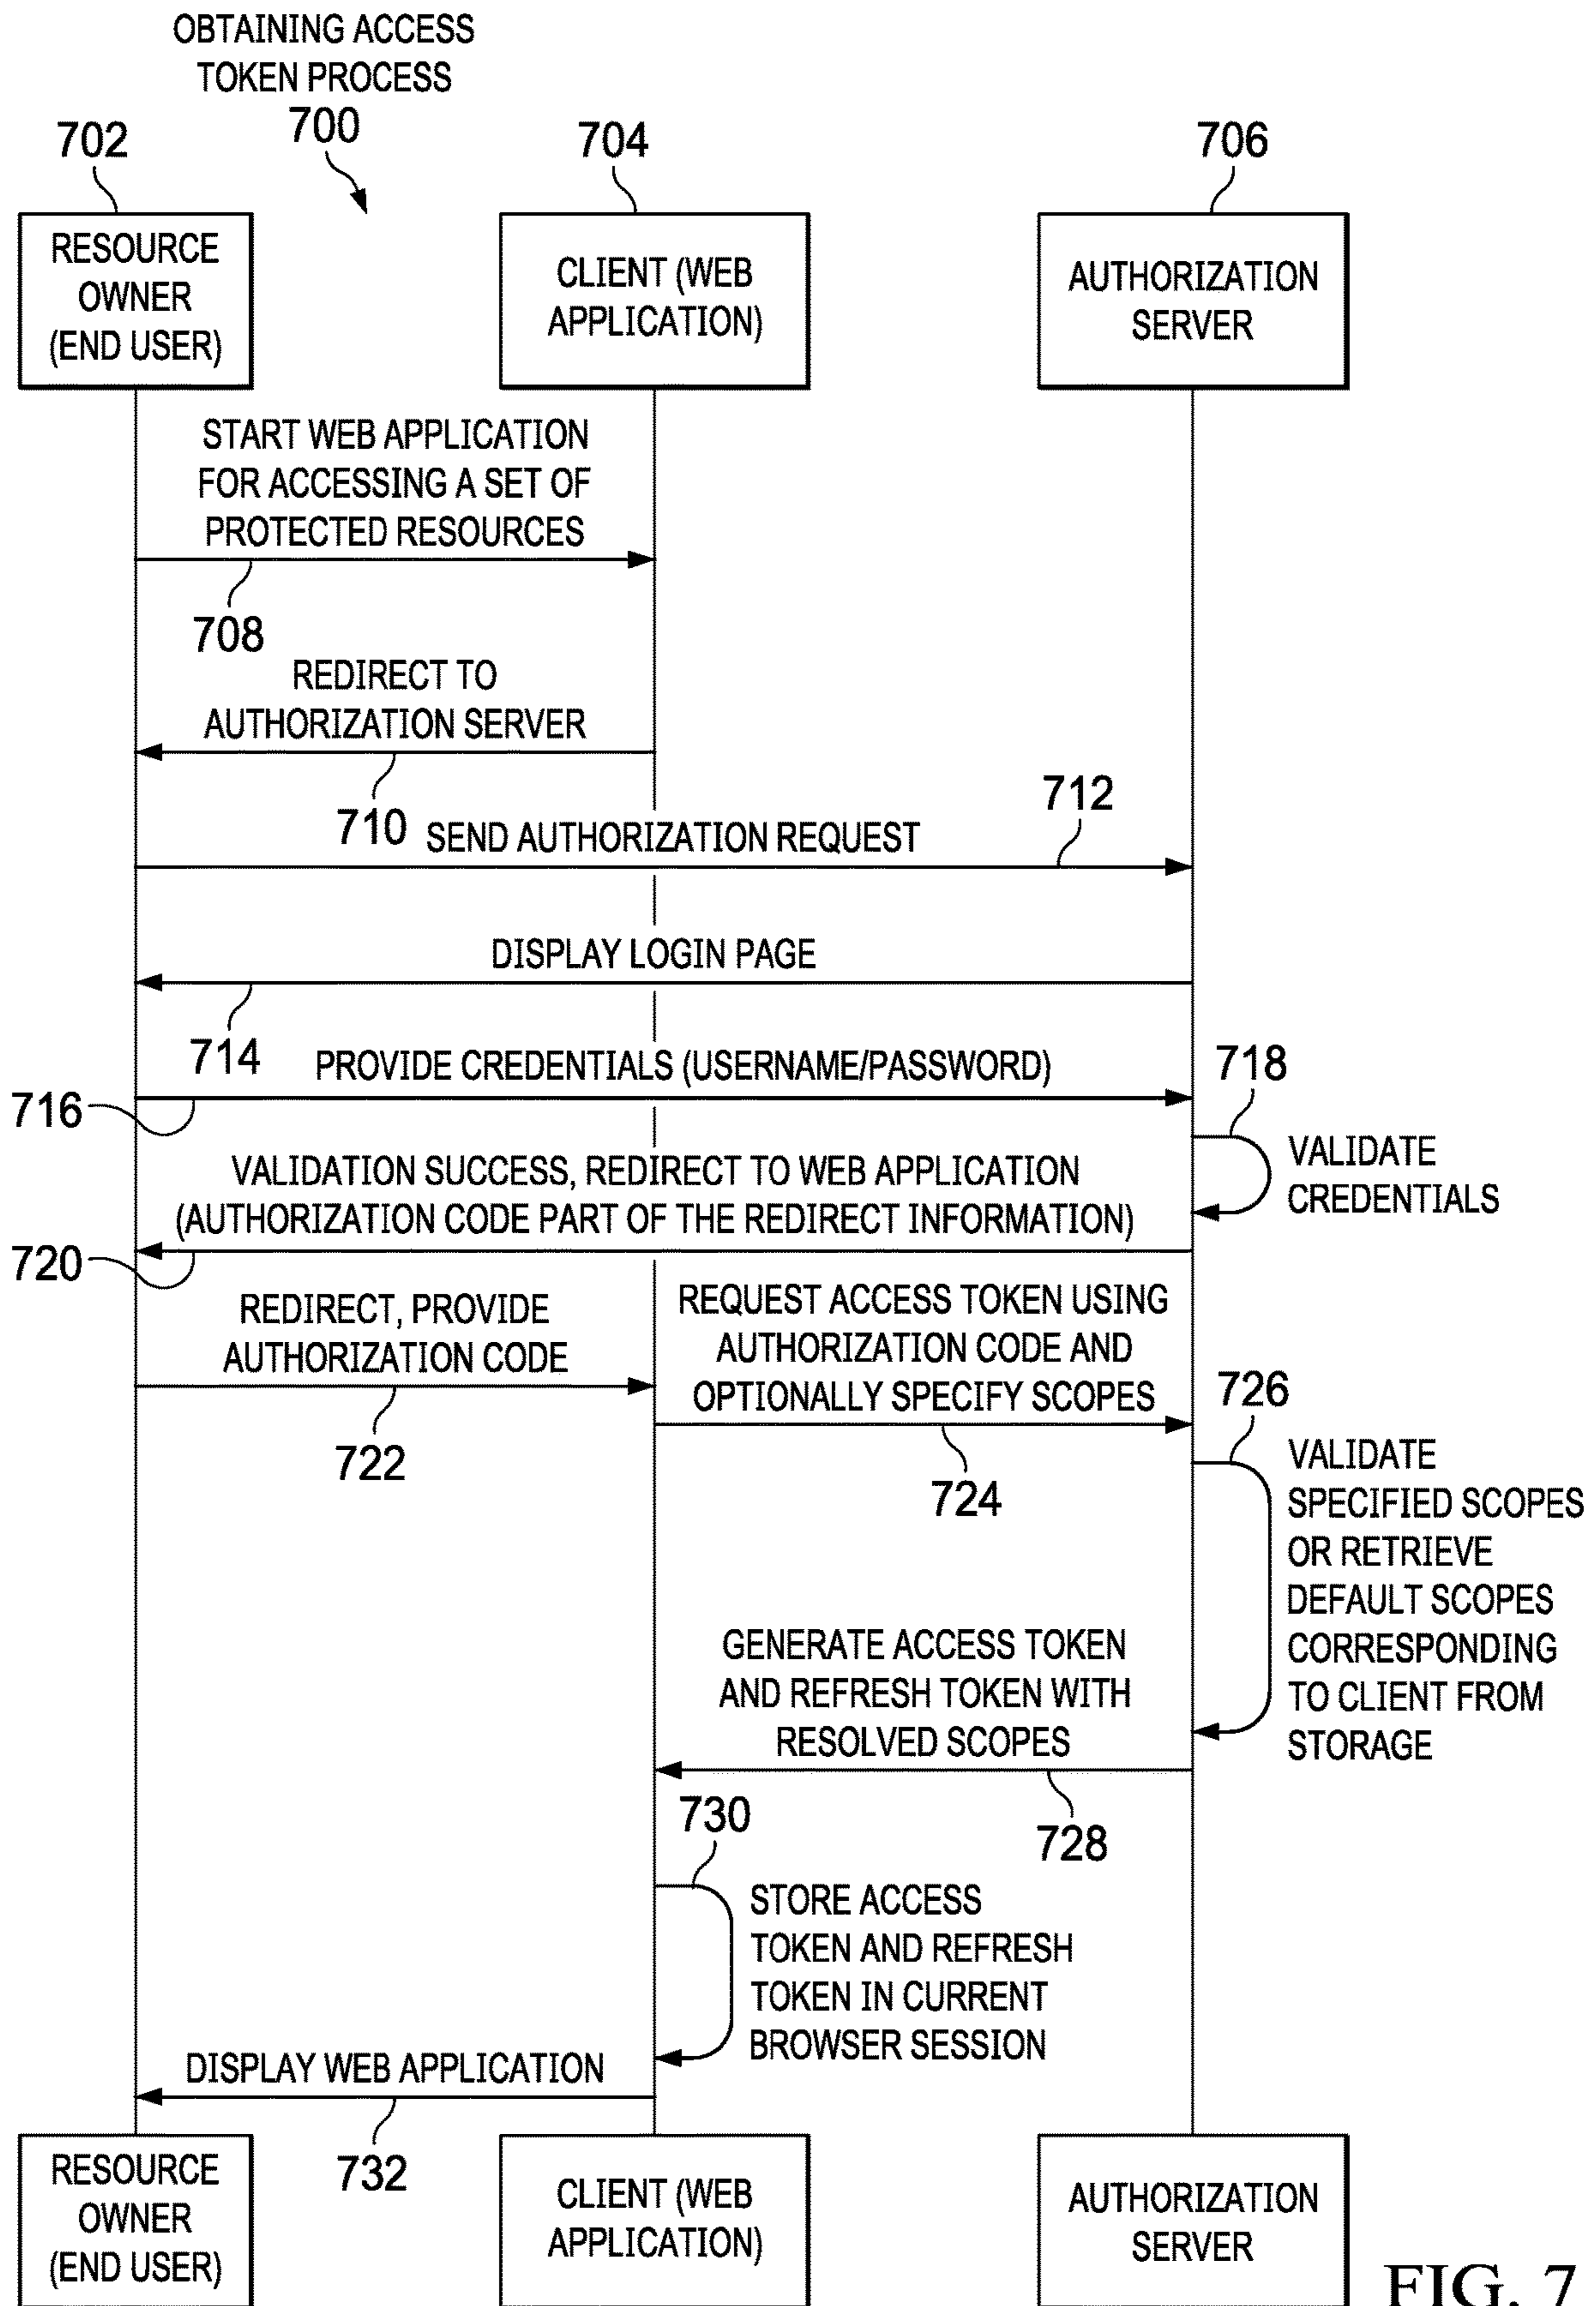 OBTAINING ACCESS
TOKEN PROCESS
700
702
704
706
RESOURCE
OWNER
(END USER)
CLIENT (WEB
APPLICATION)
AUTHORIZATION
SERVER
START WEB APPLICATION
FOR ACCESSING A SET OF
PROTECTED RESOURCES
708
REDIRECT TO
AUTHORIZATION SERVER
710
712
SEND AUTHORIZATION REQUEST
DISPLAY LOGIN PAGE
714
PROVIDE CREDENTIALS (USERNAME/PASSWORD)
716
718
VALIDATE
CREDENTIALS
VALIDATION SUCCESS, REDIRECT TO WEB APPLICATION
(AUTHORIZATION CODE PART OF THE REDIRECT INFORMATION)
720
REDIRECT, PROVIDE
AUTHORIZATION CODE
722
REQUEST ACCESS TOKEN USING
AUTHORIZATION CODE AND
OPTIONALLY SPECIFY SCOPES
724
726
VALIDATE
SPECIFIED SCOPES
OR RETRIEVE
DEFAULT SCOPES
CORRESPONDING
TO CLIENT FROM
STORAGE
GENERATE ACCESS TOKEN
AND REFRESH TOKEN WITH
RESOLVED SCOPES
728
730
STORE ACCESS
TOKEN AND REFRESH
TOKEN IN CURRENT
BROWSER SESSION
DISPLAY WEB APPLICATION
732
RESOURCE
OWNER
(END USER)
CLIENT (WEB
APPLICATION)
AUTHORIZATION
SERVER
FIG. 7